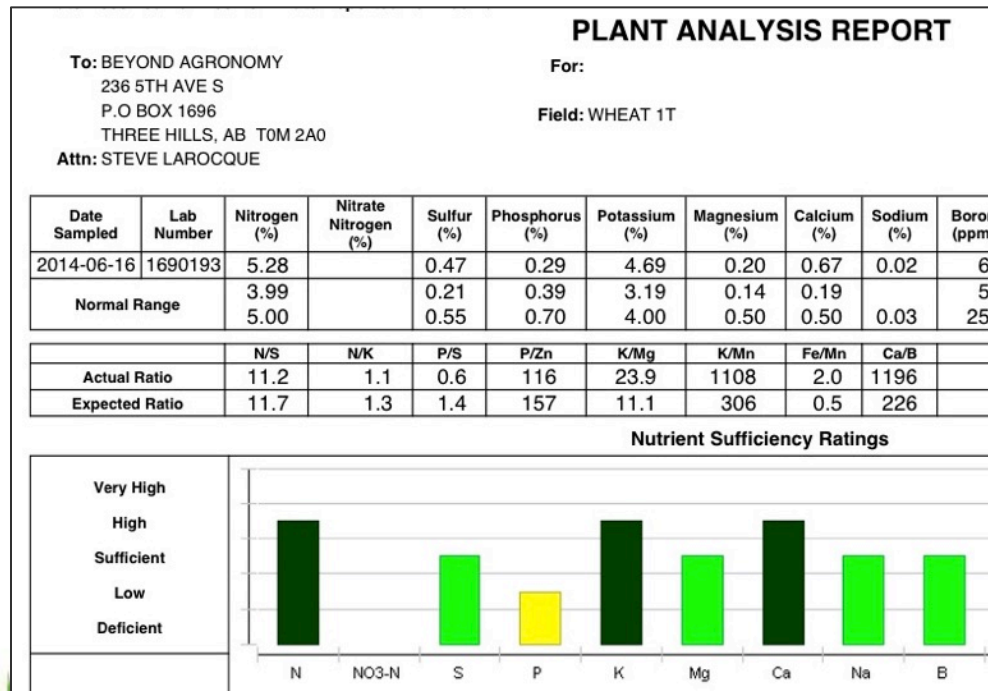 PLANT ANALYSIS REPORT
To: BEYOND AGRONOMY
236 5TH AVE S
P.O BOX 1696
THREE HILLS, AB T0M 2A0
Attn: STEVE LAROCQUE
For:
Field: WHEAT 1T
Date Sampled Lab Number Nitrogen (%) Nitrate Nitrogen (%) Sulfur (%) Phosphorus (%) Potassium (%) Magnesium (%) Calcium (%) Sodium (%) Boron (ppm
2014-06-16 1690193 5.28 0.47 0.29 4.69 0.20 0.67 0.02 6
Normal Range 3.99 0.21 0.39 3.19 0.14 0.19 5
5.00 0.55 0.70 4.00 0.50 0.50 0.03 25
N/S N/K P/S P/Zn K/Mg K/Mn Fe/Mn Ca/B
Actual Ratio 11.2 1.1 0.6 116 23.9 1108 2.0 1196
Expected Ratio 11.7 1.3 1.4 157 11.1 306 0.5 226
Nutrient Sufficiency Ratings
Very High
High
Sufficient
Low
Deficient
N NO3-N S P K Mg Ca Na B